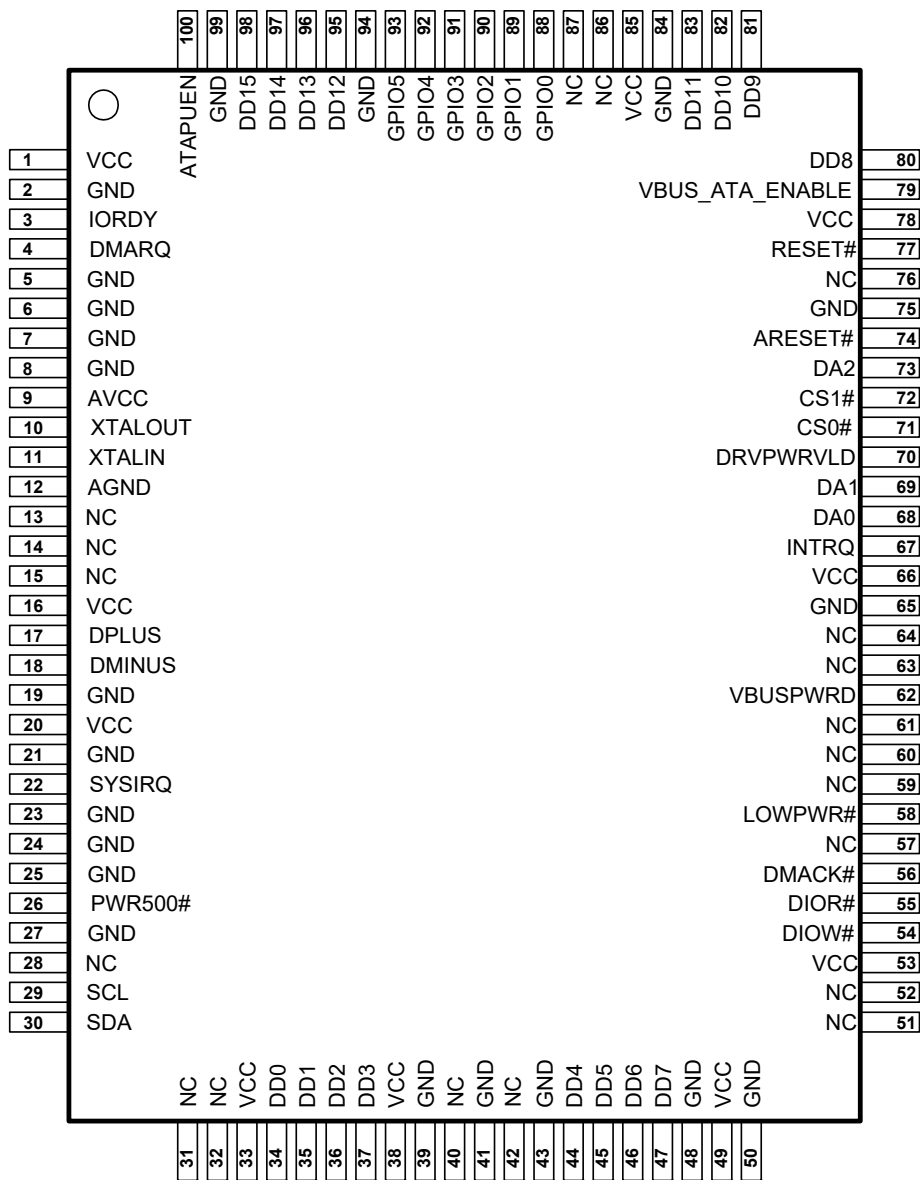 100 99 98 97 96 95 94 93 92 91 90 89 88 87 86 85 84 83 82 81
ATAPUEN GND DD15 DD14 DD13 DD12 GND GPIO5 GPIO4 GPIO3 GPIO2 GPIO1 GPIO0 NC NC VCC GND DD11 DD10 DD9
1 VCC DD8 80
2 GND VBUS_ATA_ENABLE 79
3 IORDY VCC 78
4 DMARQ RESET# 77
5 GND NC 76
6 GND GND 75
7 GND ARESET# 74
8 GND DA2 73
9 AVCC CS1# 72
10 XTALOUT CS0# 71
11 XTALIN DRVPWRVLD 70
12 AGND DA1 69
13 NC DA0 68
14 NC INTRQ 67
15 NC VCC 66
16 VCC GND 65
17 DPLUS NC 64
18 DMINUS NC 63
19 GND VBUSPWRD 62
20 VCC NC 61
21 GND NC 60
22 SYSIRQ NC 59
23 GND LOWPWR# 58
24 GND NC 57
25 GND DMACK# 56
26 PWR500# DIOR# 55
27 GND DIOW# 54
28 NC VCC 53
29 SCL NC 52
30 SDA NC 51
NC NC VCC DD0 DD1 DD2 DD3 VCC GND NC GND NC GND DD4 DD5 DD6 DD7 GND VCC GND
31 32 33 34 35 36 37 38 39 40 41 42 43 44 45 46 47 48 49 50